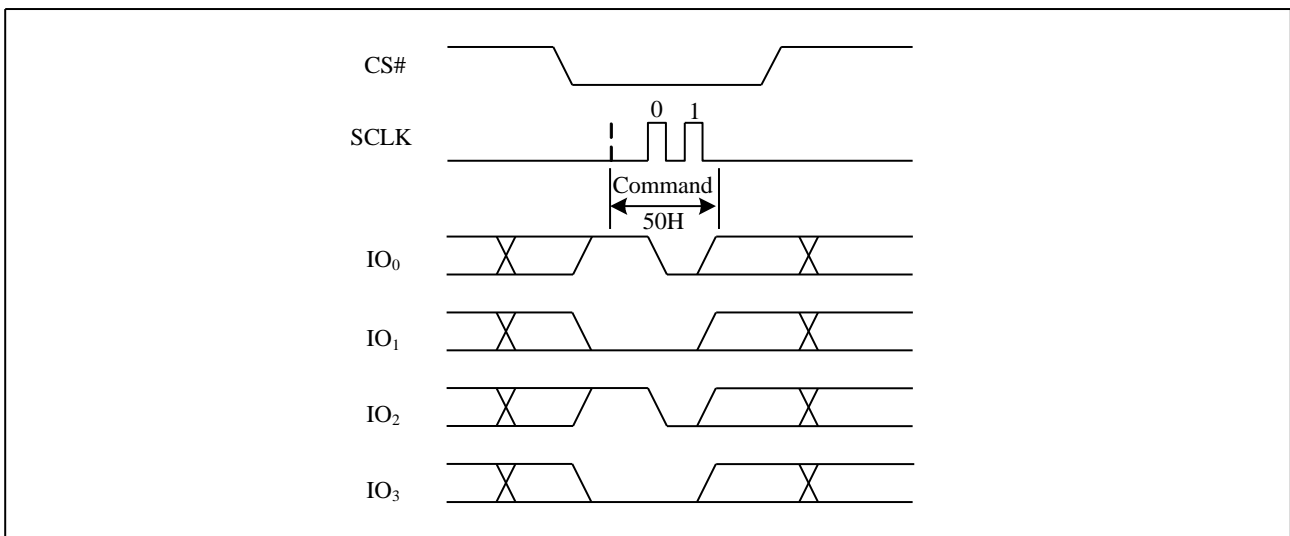 CS#
0 1
SCLK
Command
50H
IO₀
IO₁
IO₂
IO₃